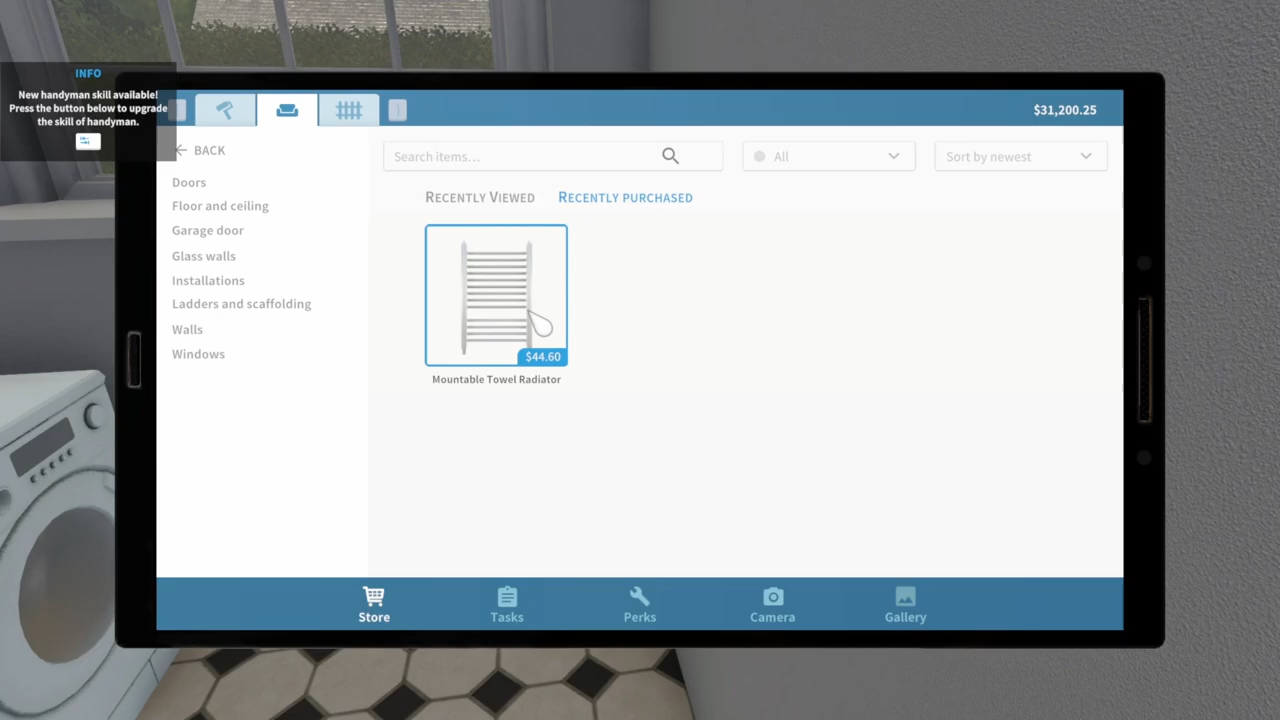 INFO
New handyman skill available!
Press the button below to upgrade
the skill of handyman.
$31,200.25
BACK
Doors
Floor and ceiling
Garage door
Glass walls
Installations
Ladders and scaffolding
Walls
Windows
Search items...
All
Sort by newest
RECENTLY VIEWED
RECENTLY PURCHASED
$44.60
Mountable Towel Radiator
Store
Tasks
Perks
Camera
Gallery